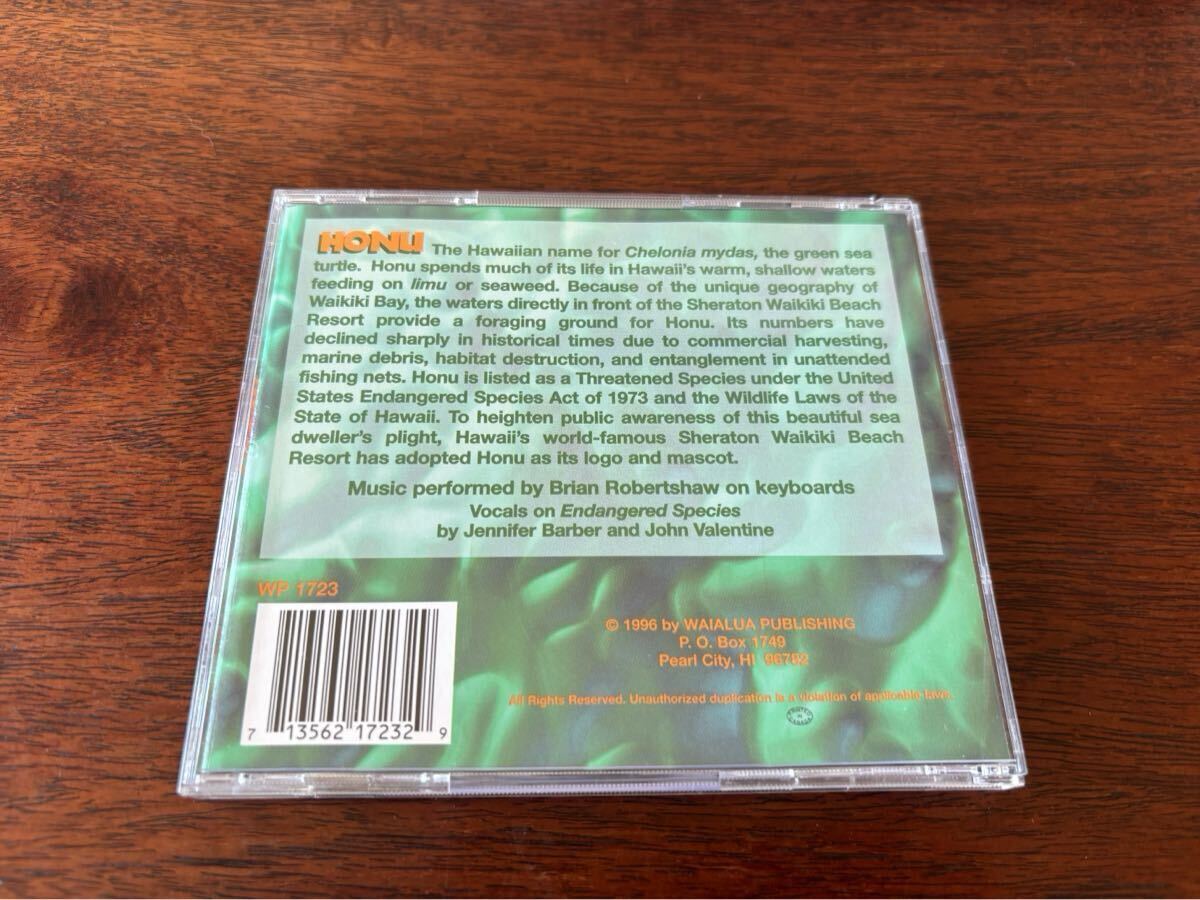 HONU The Hawaiian name for Chelonia mydas, the green sea
turtle. Honu spends much of its life in Hawaii's warm, shallow waters
feeding on limu or seaweed. Because of the unique geography of
Waikiki Bay, the waters directly in front of the Sheraton Waikiki Beach
Resort provide a foraging ground for Honu. Its numbers have
declined sharply in historical times due to commercial harvesting,
marine debris, habitat destruction, and entanglement in unattended
fishing nets. Honu is listed as a Threatened Species under the United
States Endangered Species Act of 1973 and the Wildlife Laws of the
State of Hawaii. To heighten public awareness of this beautiful sea
dweller's plight, Hawaii's world-famous Sheraton Waikiki Beach
Resort has adopted Honu as its logo and mascot.
Music performed by Brian Robertshaw on keyboards
Vocals on Endangered Species
by Jennifer Barber and John Valentine
WP 1723
7 13562 17232 9
© 1996 by WAIALUA PUBLISHING
P. O. Box 1749
Pearl City, HI 96782
All Rights Reserved. Unauthorized duplication is a violation of applicable laws.